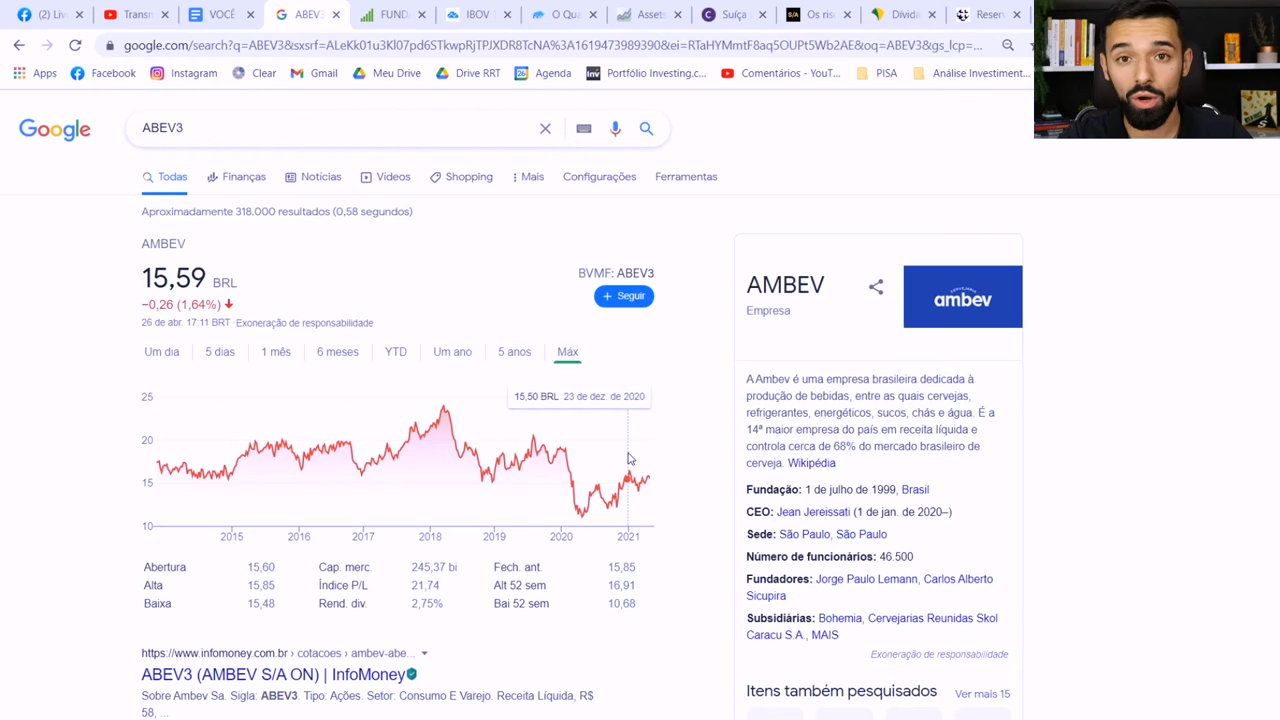 (2) Liv
Transm
VOCÊ
ABEV3
FUND
IBOV
O Qua
Assets
Suíça
Os ris
Dívida
Reserv
google.com/search?q=ABEV3&sxsrf=ALeKk01u3Kl07pd6STkwpRjTPJXDR8TcNA%3A1619473989390&ei=RTaHYMmtF8aq5OUPt5Wb2AE&oq=ABEV3&gs_lcp=...
Apps
Facebook
Instagram
Clear
Gmail
Meu Drive
Drive RRT
Agenda
Portfólio Investing.c...
Comentários - YouT...
PISA
Análise Investiment...
Google
ABEV3
Todas
Finanças
Notícias
Vídeos
Shopping
Mais
Configurações
Ferramentas
Aproximadamente 318.000 resultados (0,58 segundos)
AMBEV
15,59 BRL
BVMF: ABEV3
−0,26 (1,64%)
+ Seguir
26 de abr. 17:11 BRT Exoneração de responsabilidade
Um dia
5 dias
1 mês
6 meses
YTD
Um ano
5 anos
Máx
25
20
15
10
15,50 BRL 23 de dez. de 2020
2015 2016 2017 2018 2019 2020 2021
Abertura 15,60 Cap. merc. 245,37 bi Fech. ant. 15,85
Alta 15,85 Índice P/L 21,74 Alt 52 sem 16,91
Baixa 15,48 Rend. div. 2,75% Bai 52 sem 10,68
https://www.infomoney.com.br › cotacoes › ambev-abe...
ABEV3 (AMBEV S/A ON) | InfoMoney
Sobre Ambev Sa. Sigla: ABEV3. Tipo: Ações. Setor: Consumo E Varejo. Receita Líquida, R$
58, ...
AMBEV
Empresa
CERVEJARIA
ambev
A Ambev é uma empresa brasileira dedicada à
produção de bebidas, entre as quais cervejas,
refrigerantes, energéticos, sucos, chás e água. É a
14ª maior empresa do país em receita líquida e
controla cerca de 68% do mercado brasileiro de
cerveja. Wikipédia
Fundação: 1 de julho de 1999, Brasil
CEO: Jean Jereissati (1 de jan. de 2020–)
Sede: São Paulo, São Paulo
Número de funcionários: 46.500
Fundadores: Jorge Paulo Lemann, Carlos Alberto
Sicupira
Subsidiárias: Bohemia, Cervejarias Reunidas Skol
Caracu S.A., MAIS
Exoneração de responsabilidade
Itens também pesquisados
Ver mais 15